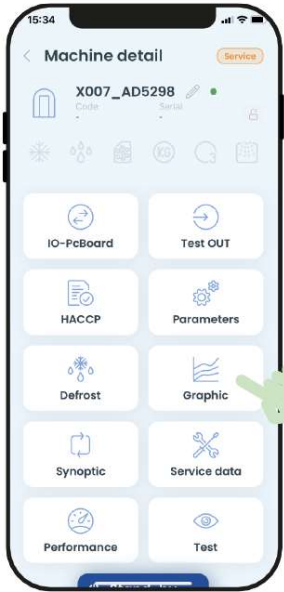 15:34
Machine detail
Service
X007_AD5298
Code
Serial
-
-
KG
IO-PcBoard
Test OUT
HACCP
Parameters
Defrost
Graphic
Synoptic
Service data
Performance
Test